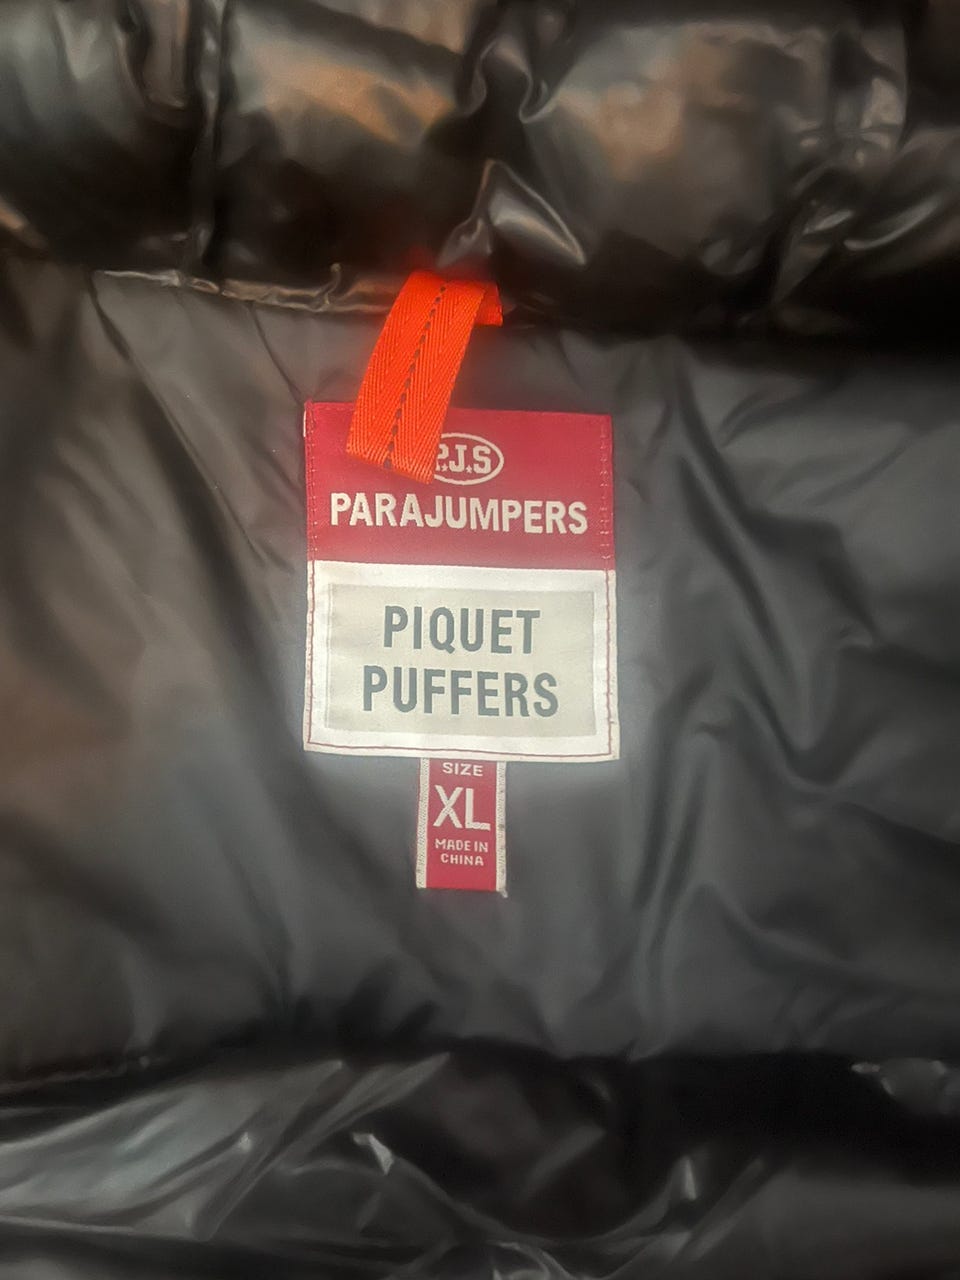 P.J.S
PARAJUMPERS
PIQUET
PUFFERS
SIZE
XL
MADE IN
CHINA